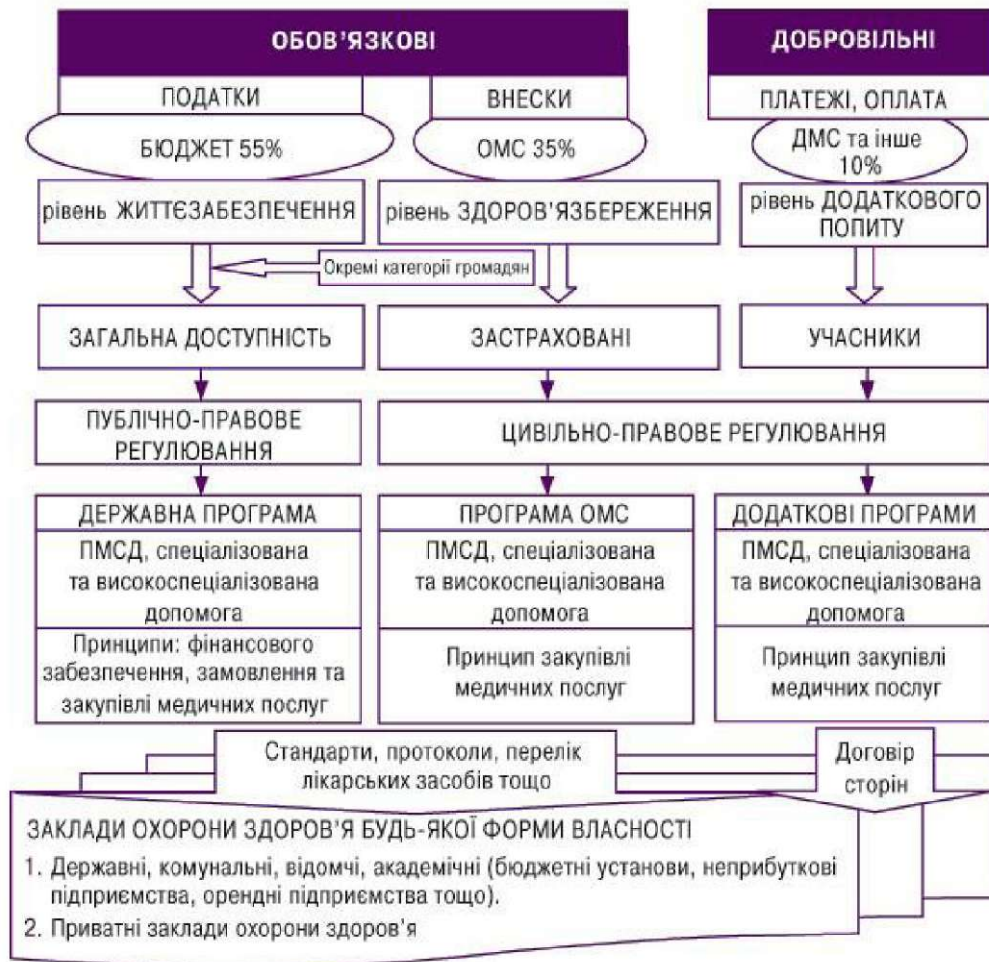 ОБОВ'ЯЗКОВІ
ДОБРОВІЛЬНІ
ПОДАТКИ
ВНЕСКИ
ПЛАТЕЖІ, ОПЛАТА
БЮДЖЕТ 55%
ОМС 35%
ДМС та інше
10%
рівень ЖИТТЄЗАБЕЗПЕЧЕННЯ
рівень ЗДОРОВ'ЯЗБЕРЕЖЕННЯ
рівень ДОДАТКОВОГО
ПОПИТУ
Окремі категорії громадян
ЗАГАЛЬНА ДОСТУПНІСТЬ
ЗАСТРАХОВАНІ
УЧАСНИКИ
ПУБЛІЧНО-ПРАВОВЕ
РЕГУЛЮВАННЯ
ЦИВІЛЬНО-ПРАВОВЕ РЕГУЛЮВАННЯ
ДЕРЖАВНА ПРОГРАМА
ПМСД, спеціалізована
та високоспеціалізована
допомога
Принципи: фінансового
забезпечення, замовлення та
закупівлі медичних послуг
ПРОГРАМА ОМС
ПМСД, спеціалізована
та високоспеціалізована
допомога
Принцип закупівлі
медичних послуг
ДОДАТКОВІ ПРОГРАМИ
ПМСД, спеціалізована
та високоспеціалізована
допомога
Принцип закупівлі
медичних послуг
Стандарти, протоколи, перелік
лікарських засобів тощо
Договір
сторін
ЗАКЛАДИ ОХОРОНИ ЗДОРОВ'Я БУДЬ-ЯКОЇ ФОРМИ ВЛАСНОСТІ
1. Державні, комунальні, відомчі, академічні (бюджетні установи, неприбуткові
підприємства, орендні підприємства тощо).
2. Приватні заклади охорони здоров'я